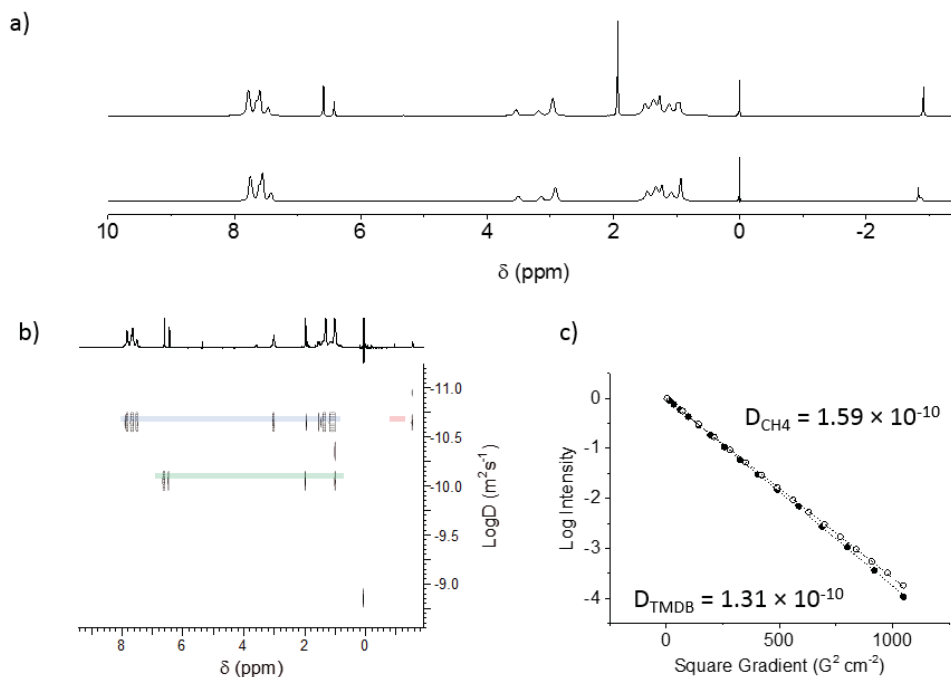 a)
10 8 6 4 2 0 -2
δ (ppm)
b)
-11.0
-10.5
-10.0
-9.5
-9.0
LogD (m²s⁻¹)
8 6 4 2 0
δ (ppm)
c)
D_CH4 = 1.59 × 10⁻¹⁰
D_TMDB = 1.31 × 10⁻¹⁰
Log Intensity
0
-1
-2
-3
-4
0 500 1000
Square Gradient (G² cm⁻²)